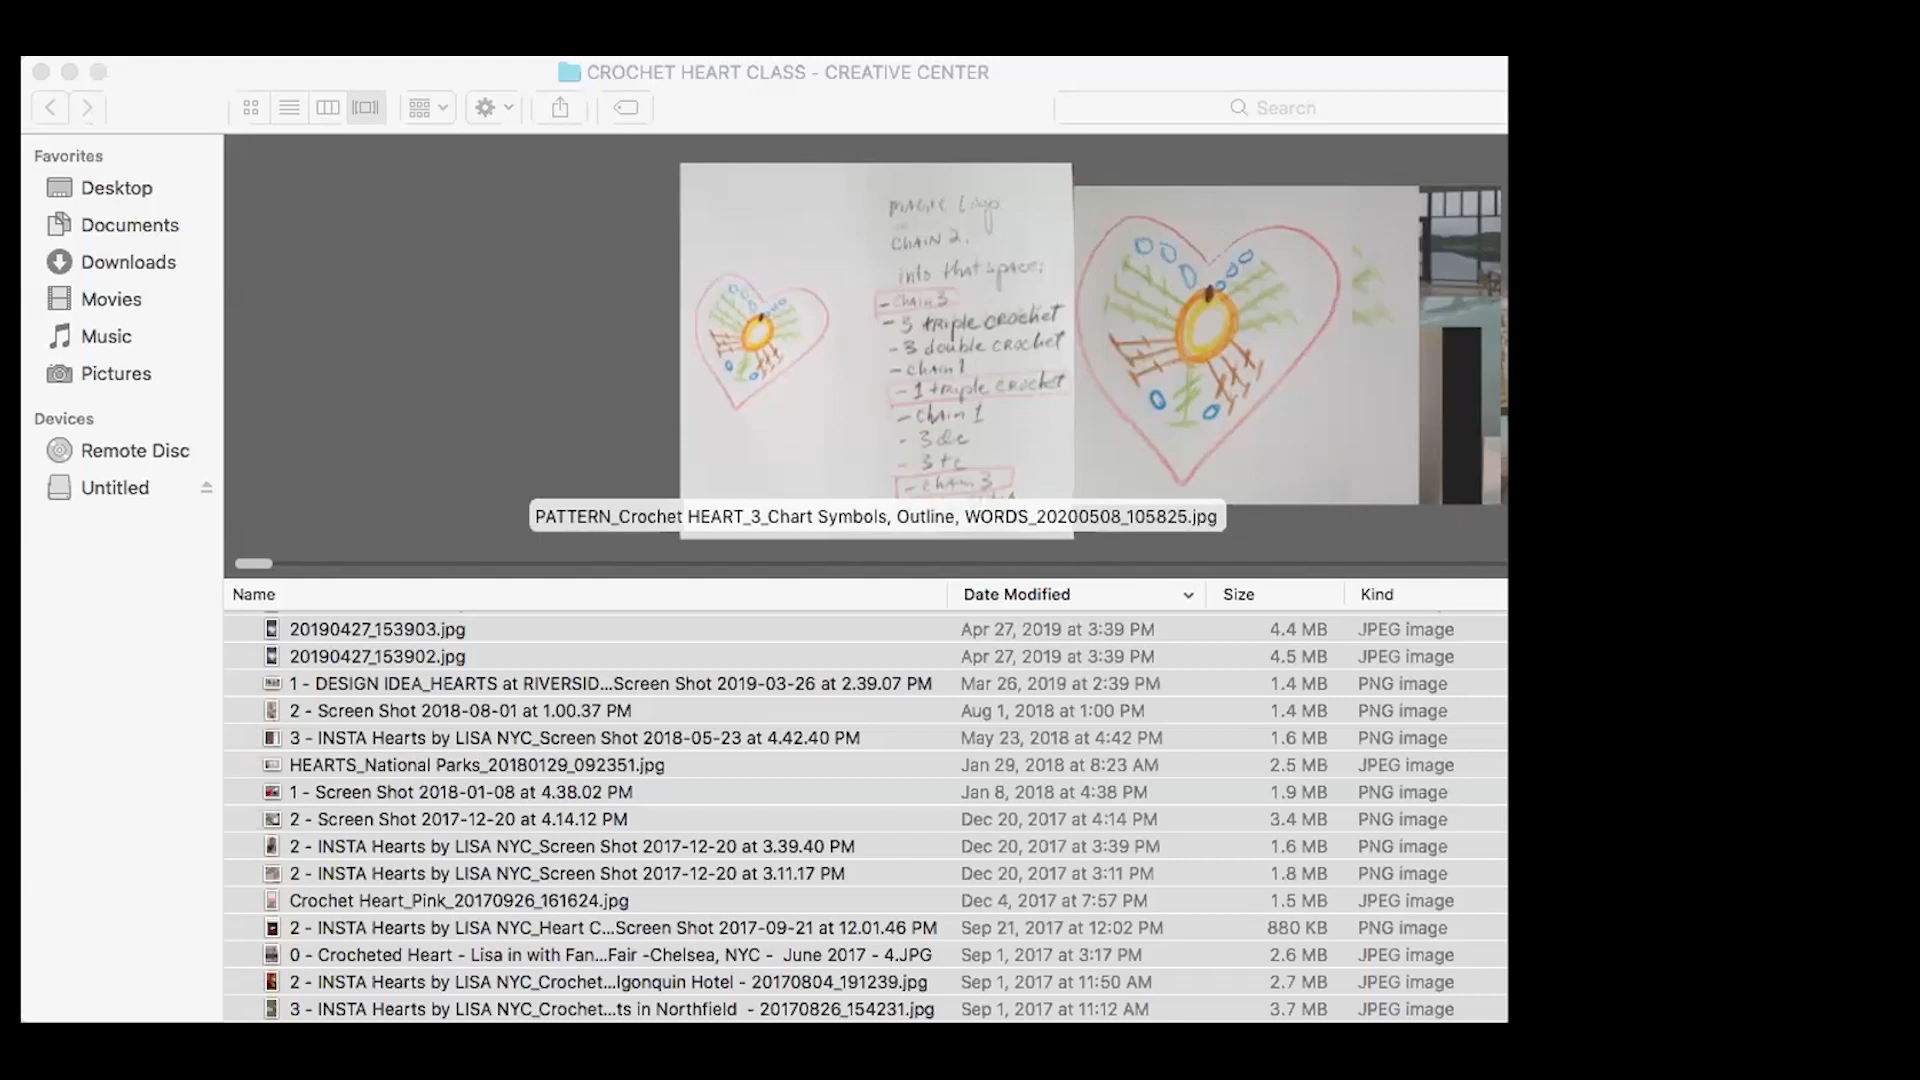 CROCHET HEART CLASS - CREATIVE CENTER
Search
Favorites
Desktop
Documents
Downloads
Movies
Music
Pictures
Devices
Remote Disc
Untitled
MAGIC Loop
CHAIN 2.
into that space:
- Chain 3
- 3 triple crochet
- 3 double crochet
- chain 1
- 1 triple crochet
- chain 1
- 3 dc
- 3 tc
- chain 3
PATTERN_Crochet HEART_3_Chart Symbols, Outline, WORDS_20200508_105825.jpg
Name Date Modified Size Kind
20190427_153903.jpg Apr 27, 2019 at 3:39 PM 4.4 MB JPEG image
20190427_153902.jpg Apr 27, 2019 at 3:39 PM 4.5 MB JPEG image
1 - DESIGN IDEA_HEARTS at RIVERSID...Screen Shot 2019-03-26 at 2.39.07 PM Mar 26, 2019 at 2:39 PM 1.4 MB PNG image
2 - Screen Shot 2018-08-01 at 1.00.37 PM Aug 1, 2018 at 1:00 PM 1.4 MB PNG image
3 - INSTA Hearts by LISA NYC_Screen Shot 2018-05-23 at 4.42.40 PM May 23, 2018 at 4:42 PM 1.6 MB PNG image
HEARTS_National Parks_20180129_092351.jpg Jan 29, 2018 at 8:23 AM 2.5 MB JPEG image
1 - Screen Shot 2018-01-08 at 4.38.02 PM Jan 8, 2018 at 4:38 PM 1.9 MB PNG image
2 - Screen Shot 2017-12-20 at 4.14.12 PM Dec 20, 2017 at 4:14 PM 3.4 MB PNG image
2 - INSTA Hearts by LISA NYC_Screen Shot 2017-12-20 at 3.39.40 PM Dec 20, 2017 at 3:39 PM 1.6 MB PNG image
2 - INSTA Hearts by LISA NYC_Screen Shot 2017-12-20 at 3.11.17 PM Dec 20, 2017 at 3:11 PM 1.8 MB PNG image
Crochet Heart_Pink_20170926_161624.jpg Dec 4, 2017 at 7:57 PM 1.5 MB JPEG image
2 - INSTA Hearts by LISA NYC_Heart C...Screen Shot 2017-09-21 at 12.01.46 PM Sep 21, 2017 at 12:02 PM 880 KB PNG image
0 - Crocheted Heart - Lisa in with Fan...Fair -Chelsea, NYC - June 2017 - 4.JPG Sep 1, 2017 at 3:17 PM 2.6 MB JPEG image
2 - INSTA Hearts by LISA NYC_Crochet...lgonquin Hotel - 20170804_191239.jpg Sep 1, 2017 at 11:50 AM 2.7 MB JPEG image
3 - INSTA Hearts by LISA NYC_Crochet...ts in Northfield - 20170826_154231.jpg Sep 1, 2017 at 11:12 AM 3.7 MB JPEG image